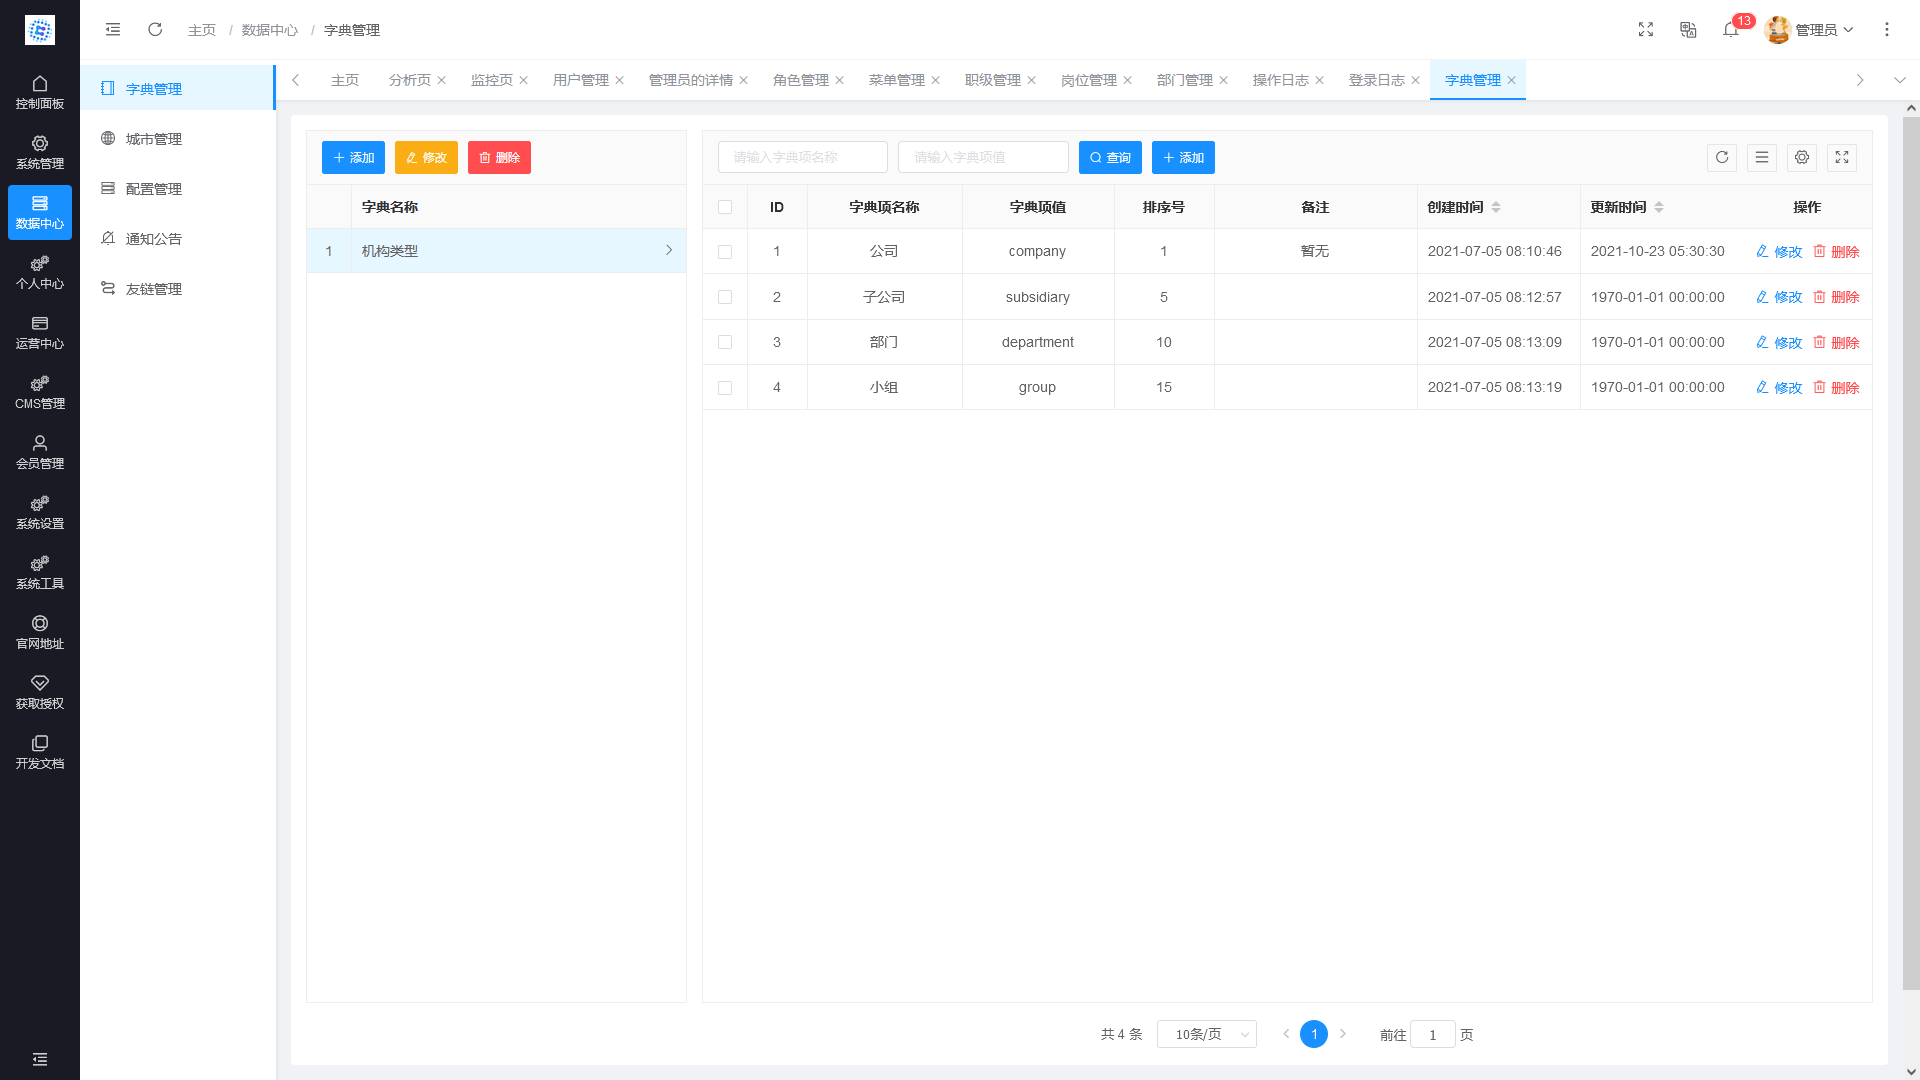 主页 / 数据中心 / 字典管理
13
管理员
控制面板
系统管理
数据中心
个人中心
运营中心
CMS管理
会员管理
系统设置
系统工具
官网地址
获取授权
开发文档
字典管理
城市管理
配置管理
通知公告
友链管理
主页 分析页 监控页 用户管理 管理员的详情 角色管理 菜单管理 职级管理 岗位管理 部门管理 操作日志 登录日志 字典管理
添加 修改 删除
字典名称
1 机构类型
请输入字典项名称 请输入字典项值 查询 添加
ID 字典项名称 字典项值 排序号 备注 创建时间 更新时间 操作
1 公司 company 1 暂无 2021-07-05 08:10:46 2021-10-23 05:30:30 修改 删除
2 子公司 subsidiary 5 2021-07-05 08:12:57 1970-01-01 00:00:00 修改 删除
3 部门 department 10 2021-07-05 08:13:09 1970-01-01 00:00:00 修改 删除
4 小组 group 15 2021-07-05 08:13:19 1970-01-01 00:00:00 修改 删除
共 4 条 10条/页 1 前往 1 页